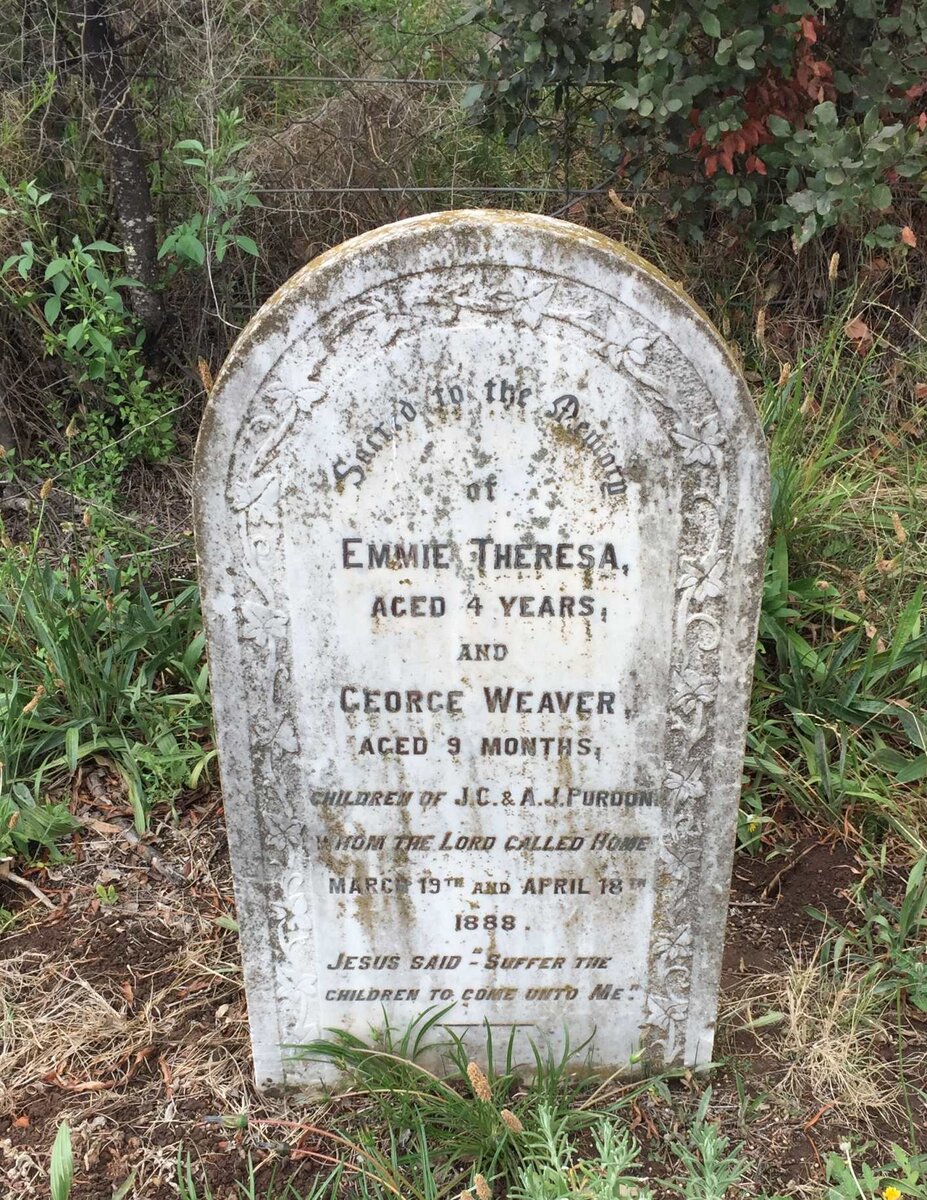 Sacred to the Memory
of
EMMIE THERESA,
AGED 4 YEARS,
AND
GEORGE WEAVER,
AGED 9 MONTHS,
CHILDREN OF J.C. & A.J. PURDON
WHOM THE LORD CALLED HOME
MARCH 19TH AND APRIL 18TH
1888.
JESUS SAID "SUFFER THE
CHILDREN TO COME UNTO ME".